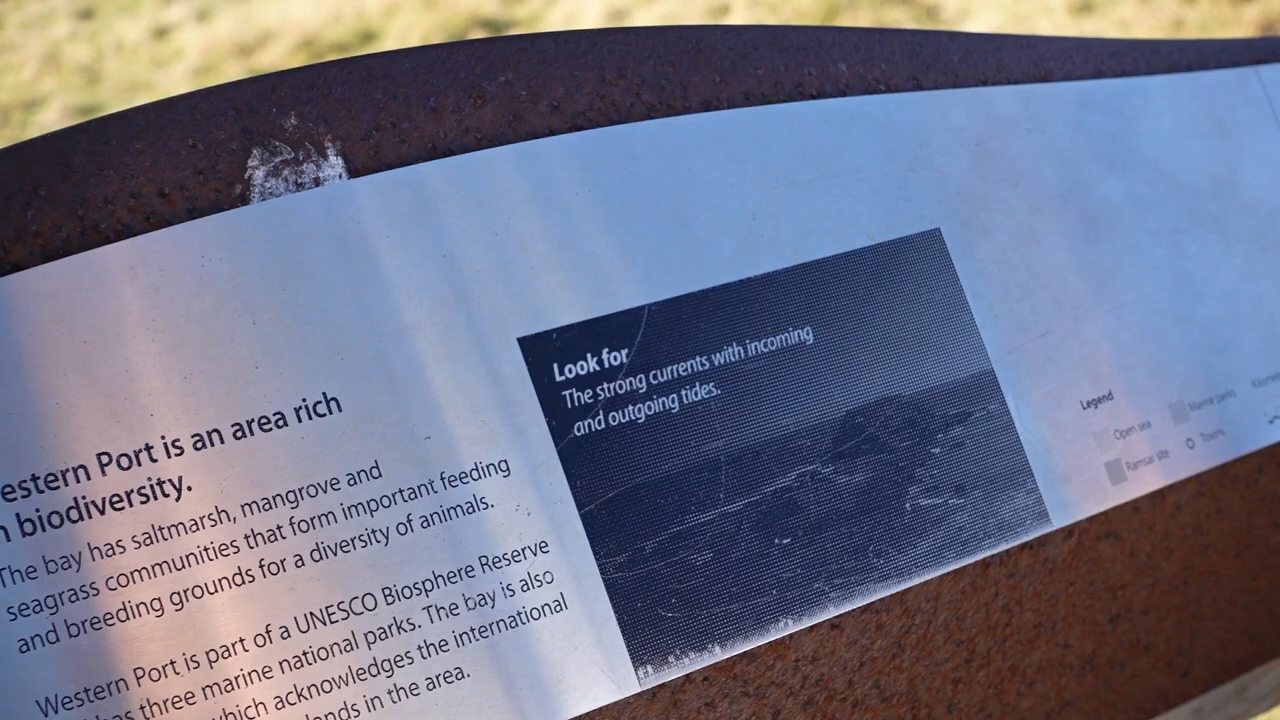 estern Port is an area rich
n biodiversity.
The bay has saltmarsh, mangrove and
seagrass communities that form important feeding
and breeding grounds for a diversity of animals.
Western Port is part of a UNESCO Biosphere Reserve
has three marine national parks. The bay is also
which acknowledges the international
ends in the area.
Look for
The strong currents with incoming
and outgoing tides.
Legend
Open sea
Marine parks
Ramsar site
Towns